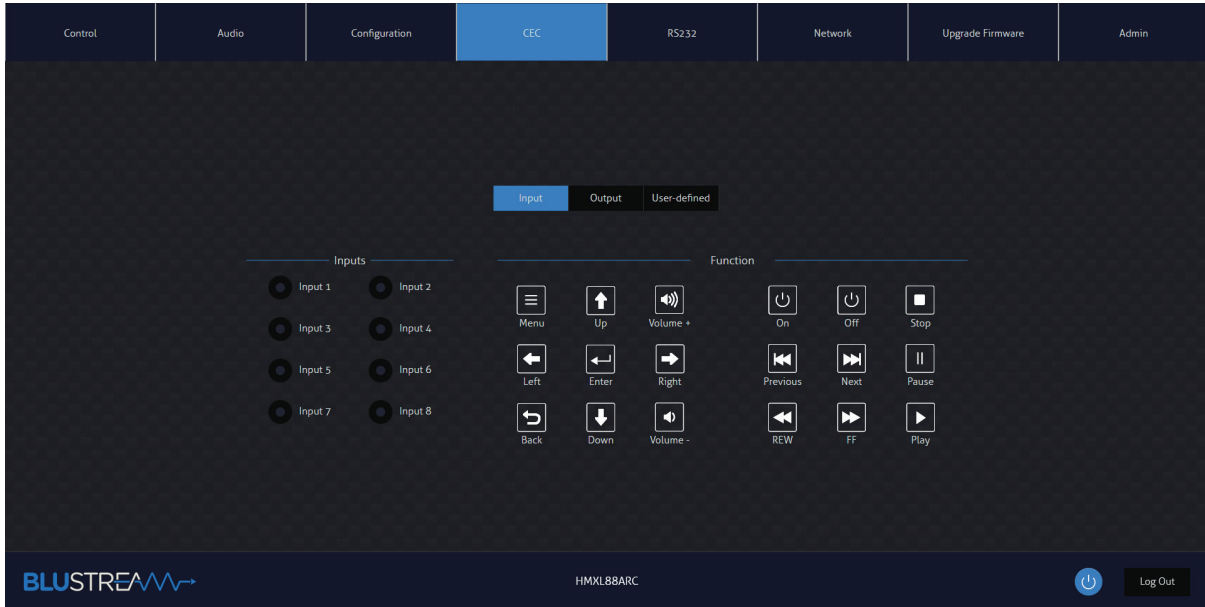 Control Audio Configuration CEC RS232 Network Upgrade Firmware Admin
Input Output User-defined
Inputs Function
Input 1 Input 2
Menu Up Volume + On Off Stop
Input 3 Input 4
Left Enter Right Previous Next Pause
Input 5 Input 6
Input 7 Input 8
Back Down Volume - REW FF Play
BLUSTREAM HMXL88ARC Log Out